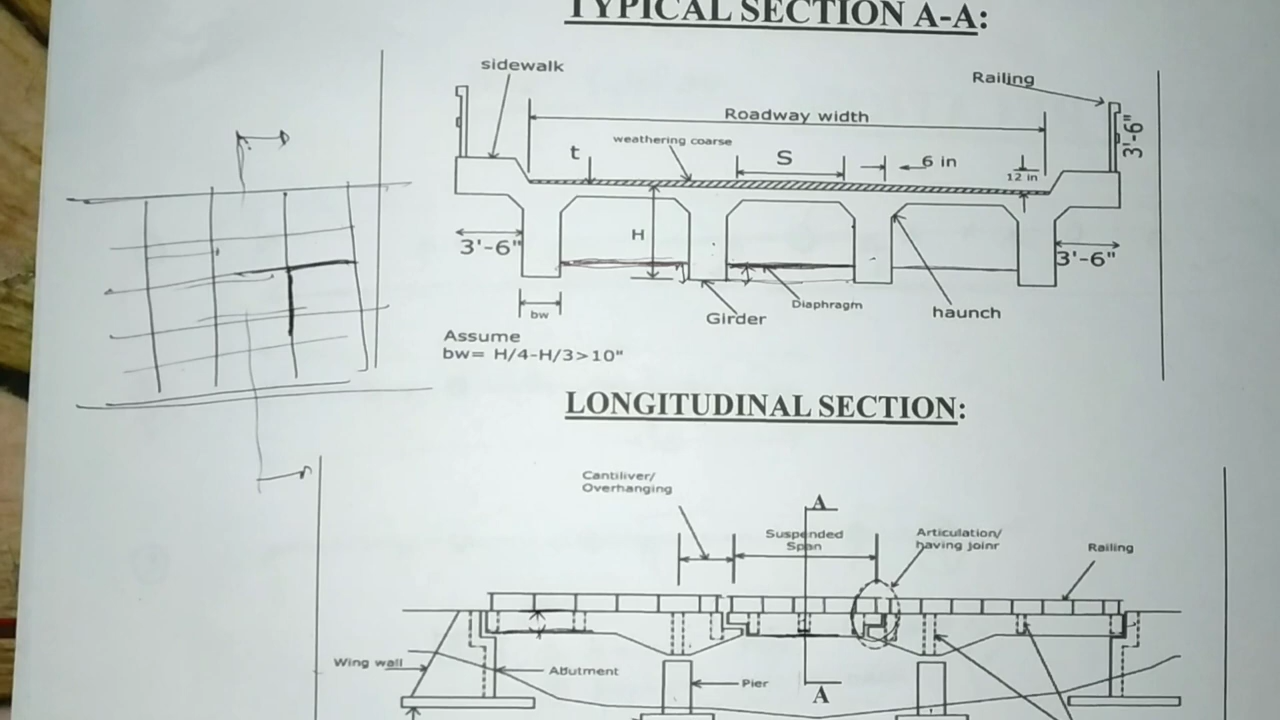 TYPICAL SECTION A-A:
sidewalk
Railing
Roadway width
weathering coarse
t
S
6 in
12 in
3'-6"
H
3'-6"
3'-6"
bw
Girder
Diaphragm
haunch
Assume
bw= H/4-H/3>10"
LONGITUDINAL SECTION:
Cantiliver/
Overhanging
A
Suspended
Span
Articulation/
having joinr
Railing
Wing wall
Abutment
Pier
A